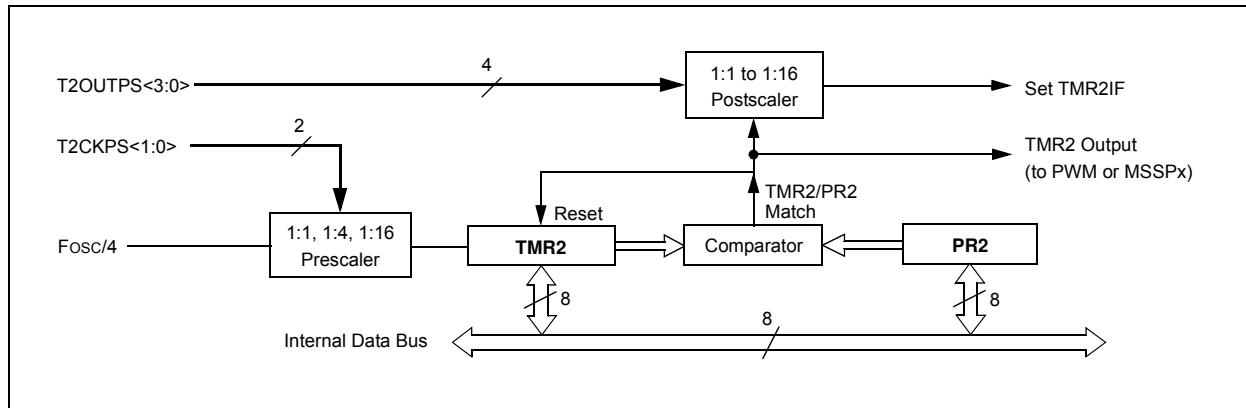 T2OUTPS<3:0>
4
1:1 to 1:16
Postscaler
Set TMR2IF
T2CKPS<1:0>
2
TMR2 Output
(to PWM or MSSPx)
TMR2/PR2
Match
Reset
FOSC/4
1:1, 1:4, 1:16
Prescaler
TMR2
Comparator
PR2
8
8
Internal Data Bus
8